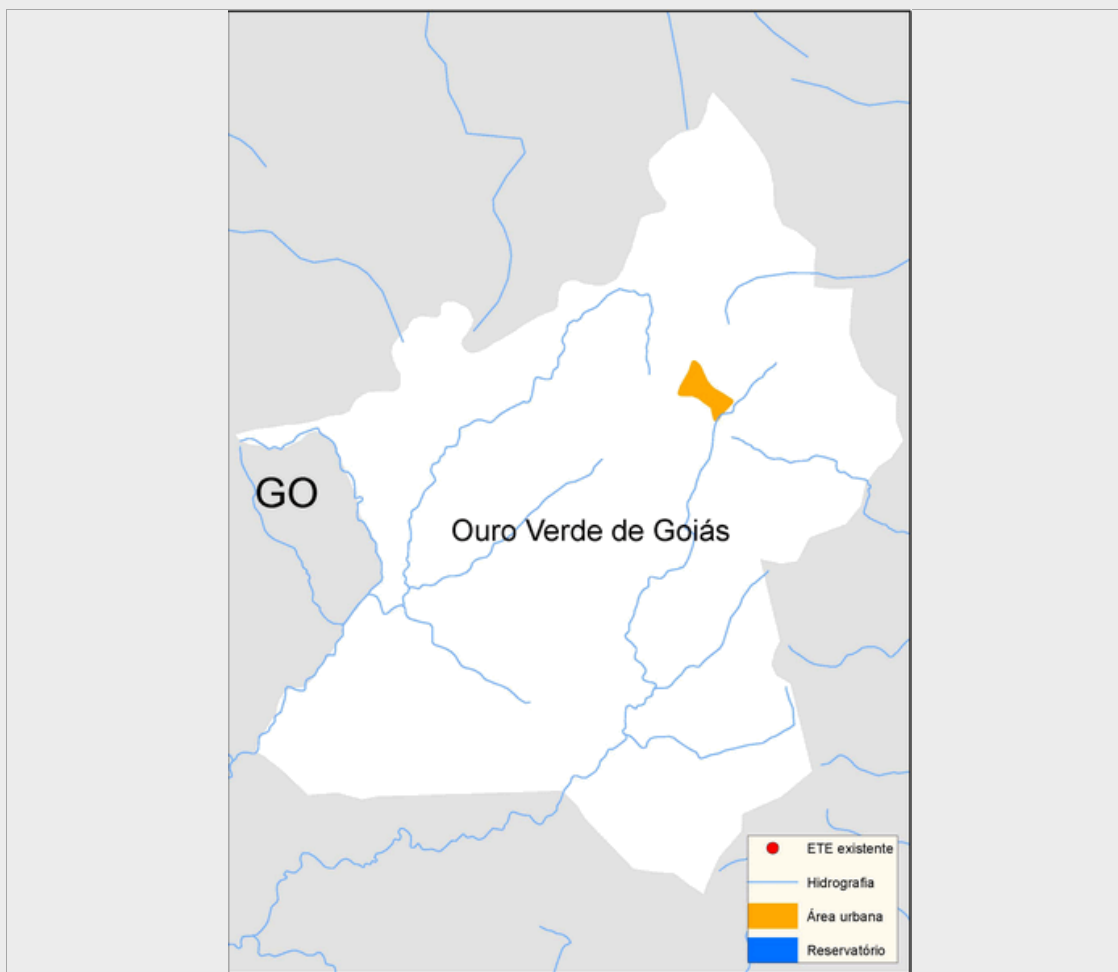 GO
Ouro Verde de Goiás
ETE existente
Hidrografia
Área urbana
Reservatório